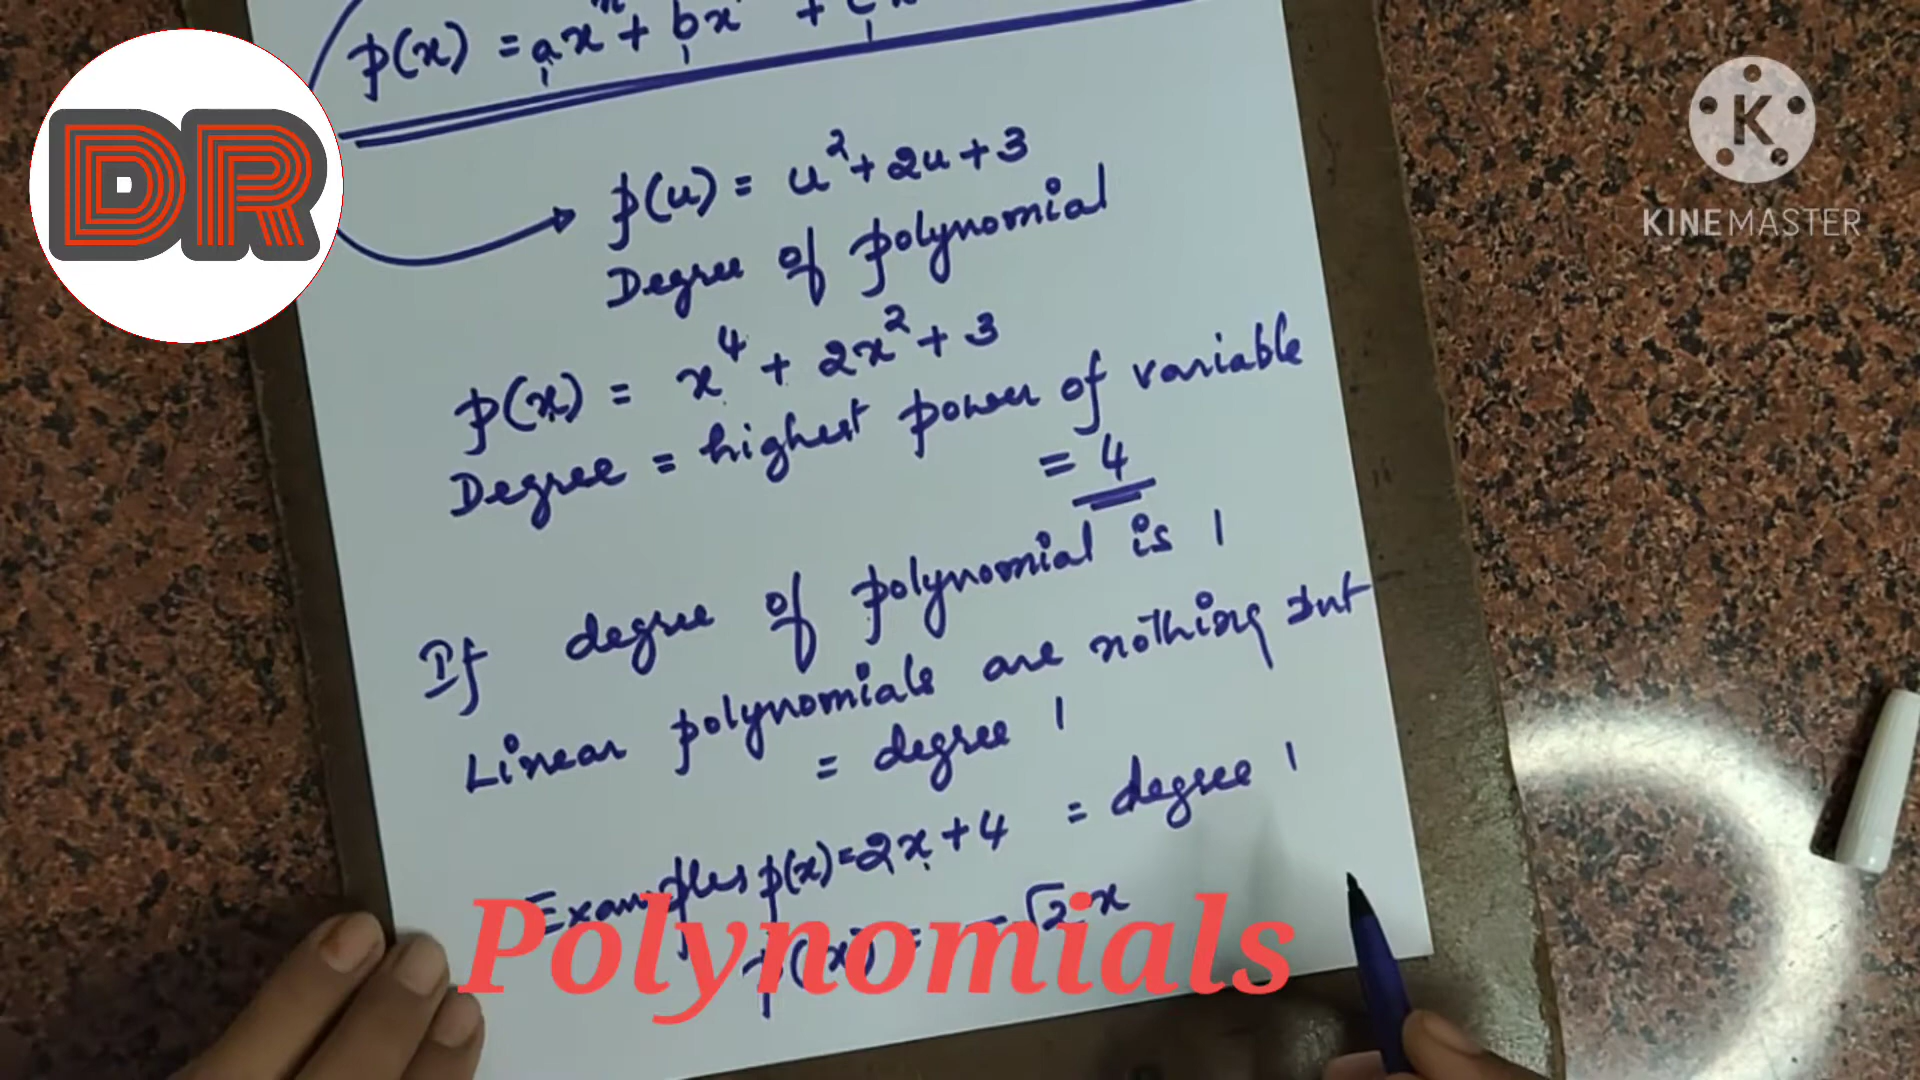 p(x) = ax^n + bx + c
DR
KINEMASTER
p(u) = u² + 2u + 3
Degree of polynomial
p(x) = x⁴ + 2x² + 3
Degree = highest power of variable
= 4
If degree of polynomial is 1
Linear polynomials are nothing but
= degree 1
Examples p(x) = 2x + 4 = degree 1
p(x) = √2 x
Polynomials